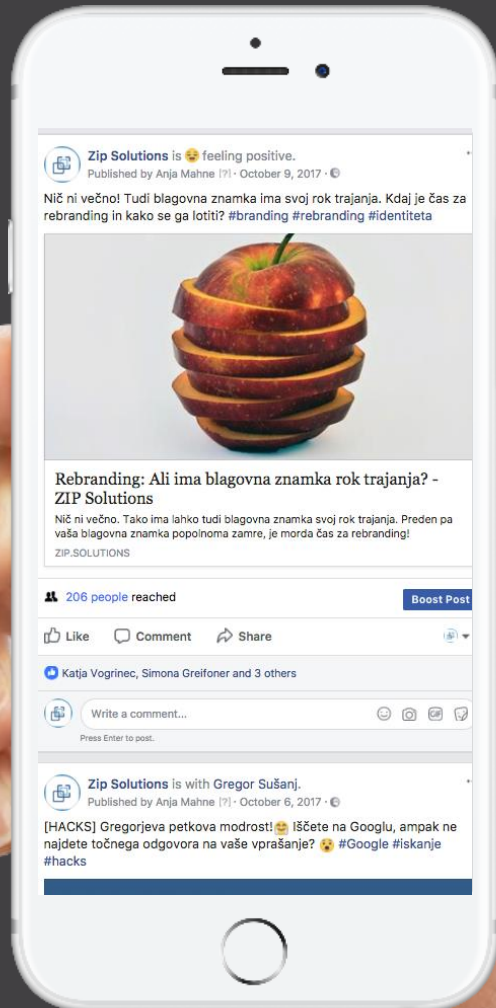 Zip Solutions is 😌 feeling positive.
Published by Anja Mahne [?] · October 9, 2017 ·
Nič ni večno! Tudi blagovna znamka ima svoj rok trajanja. Kdaj je čas za
rebranding in kako se ga lotiti? #branding #rebranding #identiteta
Rebranding: Ali ima blagovna znamka rok trajanja? -
ZIP Solutions
Nič ni večno. Tako ima lahko tudi blagovna znamka svoj rok trajanja. Preden pa
vaša blagovna znamka popolnoma zamre, je morda čas za rebranding!
ZIP.SOLUTIONS
206 people reached
Boost Post
Like Comment Share
Katja Vogrinec, Simona Greifoner and 3 others
Write a comment...
GIF
Press Enter to post.
Zip Solutions is with Gregor Sušanj.
Published by Anja Mahne [?] · October 6, 2017 ·
[HACKS] Gregorjeva petkova modrost!🤗 Iščete na Googlu, ampak ne
najdete točnega odgovora na vaše vprašanje? 😮 #Google #iskanje
#hacks